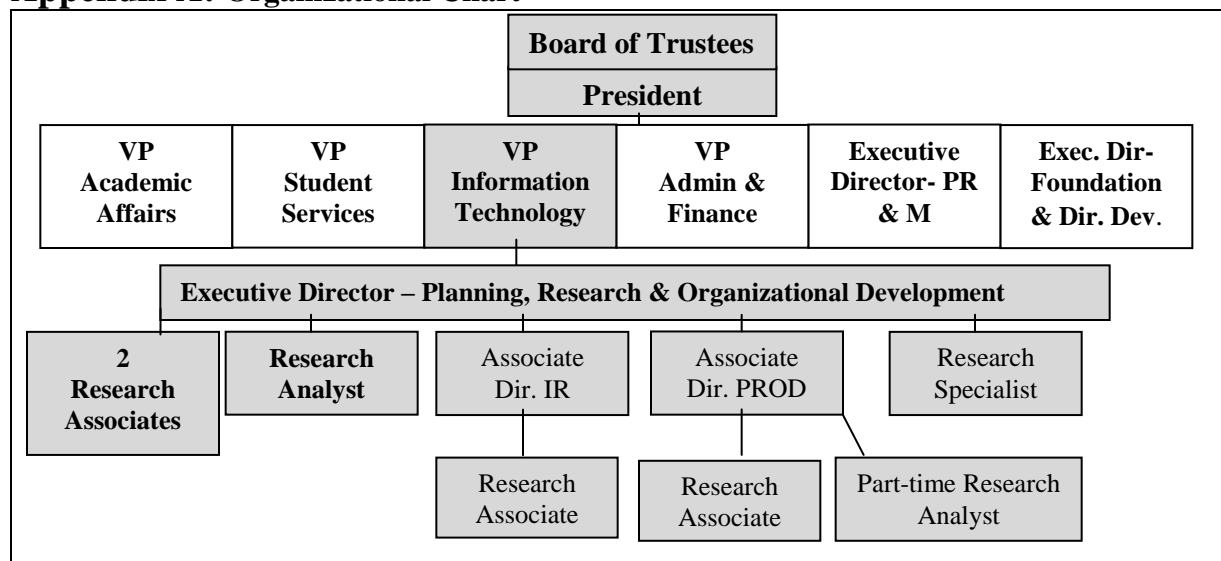 Appendix A: Organizational Chart
Board of Trustees
President
VP
Academic
Affairs
VP
Student
Services
VP
Information
Technology
VP
Admin &
Finance
Executive
Director- PR
& M
Exec. Dir-
Foundation
& Dir. Dev.
Executive Director – Planning, Research & Organizational Development
2
Research
Associates
Research
Analyst
Associate
Dir. IR
Associate
Dir. PROD
Research
Specialist
Research
Associate
Research
Associate
Part-time Research
Analyst